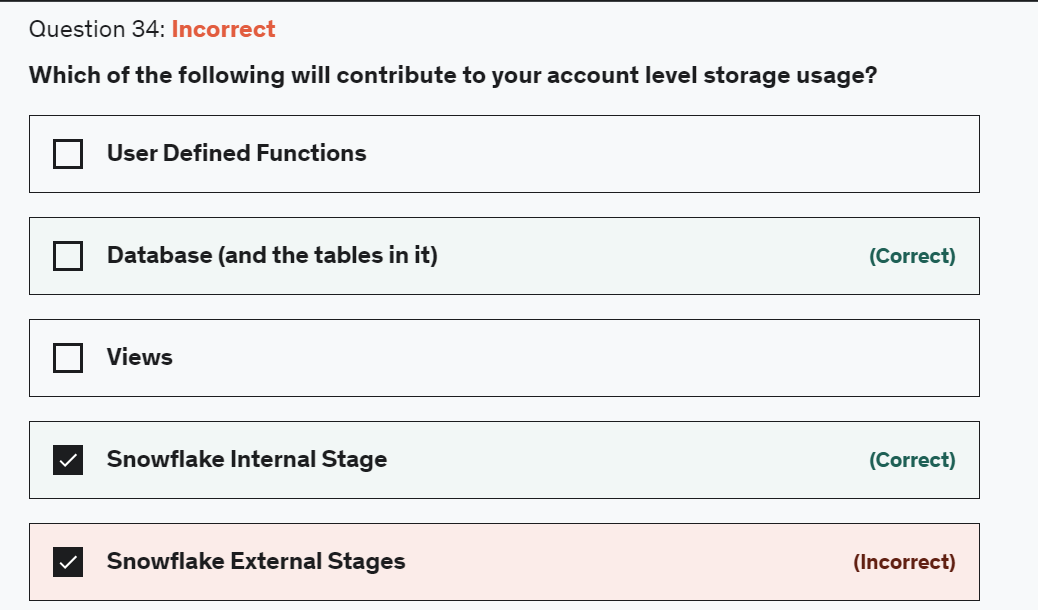 Question 34: Incorrect
Which of the following will contribute to your account level storage usage?
User Defined Functions
Database (and the tables in it) (Correct)
Views
Snowflake Internal Stage (Correct)
Snowflake External Stages (Incorrect)